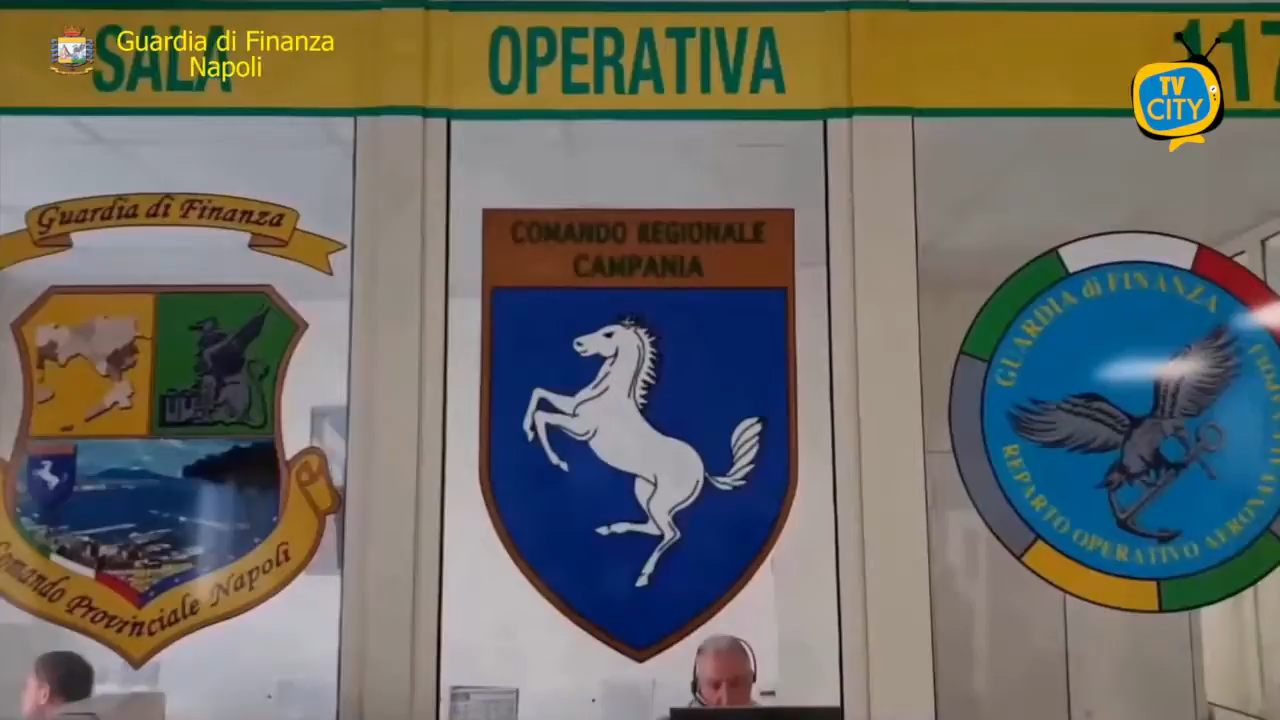 SALA OPERATIVA 117
Guardia di Finanza
Napoli
TV
CITY
Guardia di Finanza
Comando Provinciale Napoli
COMANDO REGIONALE
CAMPANIA
GUARDIA di FINANZA
REPARTO OPERATIVO AERONAVALE